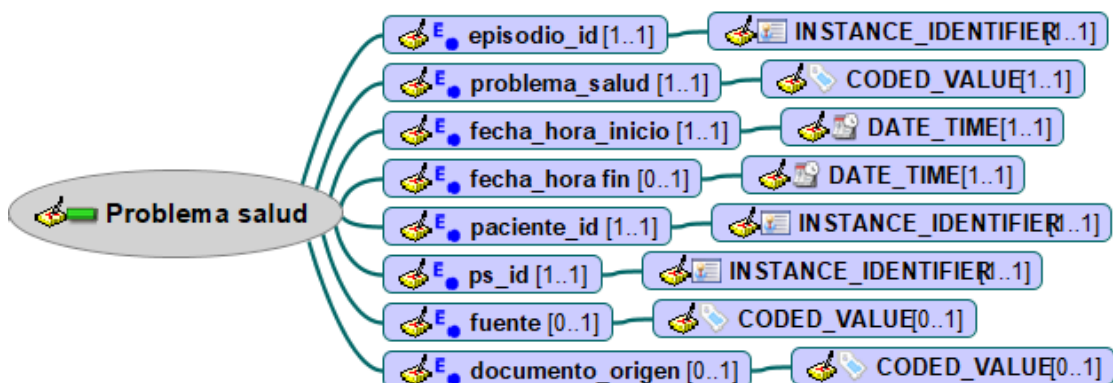 E episodio_id [1..1] INSTANCE_IDENTIFIER[1..1]
E problema_salud [1..1] CODED_VALUE[1..1]
E fecha_hora_inicio [1..1] DATE_TIME[1..1]
E fecha_hora fin [0..1] DATE_TIME[1..1]
Problema salud
E paciente_id [1..1] INSTANCE_IDENTIFIER[1..1]
E ps_id [1..1] INSTANCE_IDENTIFIER[1..1]
E fuente [0..1] CODED_VALUE[0..1]
E documento_origen [0..1] CODED_VALUE[0..1]